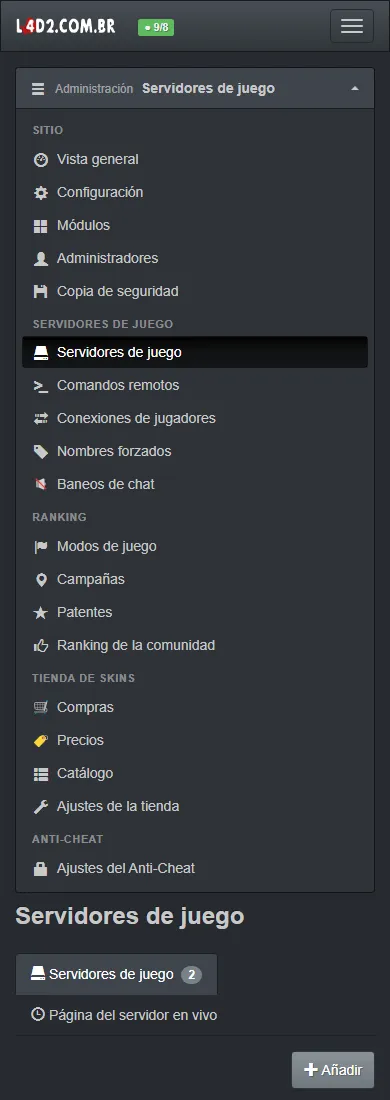 L4D2.COM.BR
● 9/8
Administración Servidores de juego
SITIO
Vista general
Configuración
Módulos
Administradores
Copia de seguridad
SERVIDORES DE JUEGO
Servidores de juego
Comandos remotos
Conexiones de jugadores
Nombres forzados
Baneos de chat
RANKING
Modos de juego
Campañas
Patentes
Ranking de la comunidad
TIENDA DE SKINS
Compras
Precios
Catálogo
Ajustes de la tienda
ANTI-CHEAT
Ajustes del Anti-Cheat
Servidores de juego
Servidores de juego 2
Página del servidor en vivo
Añadir